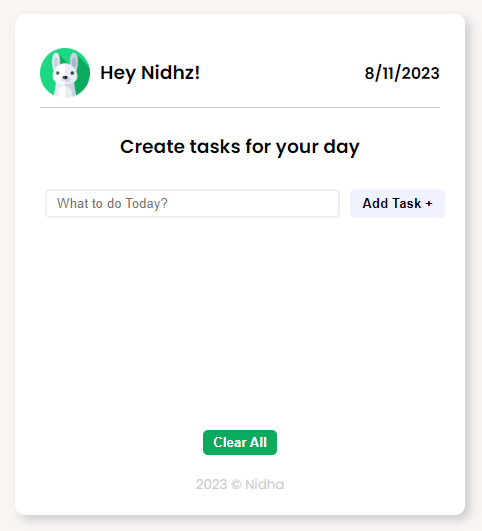 Hey Nidhz! 8/11/2023
Create tasks for your day
What to do Today? Add Task +
Clear All
2023 © Nidha